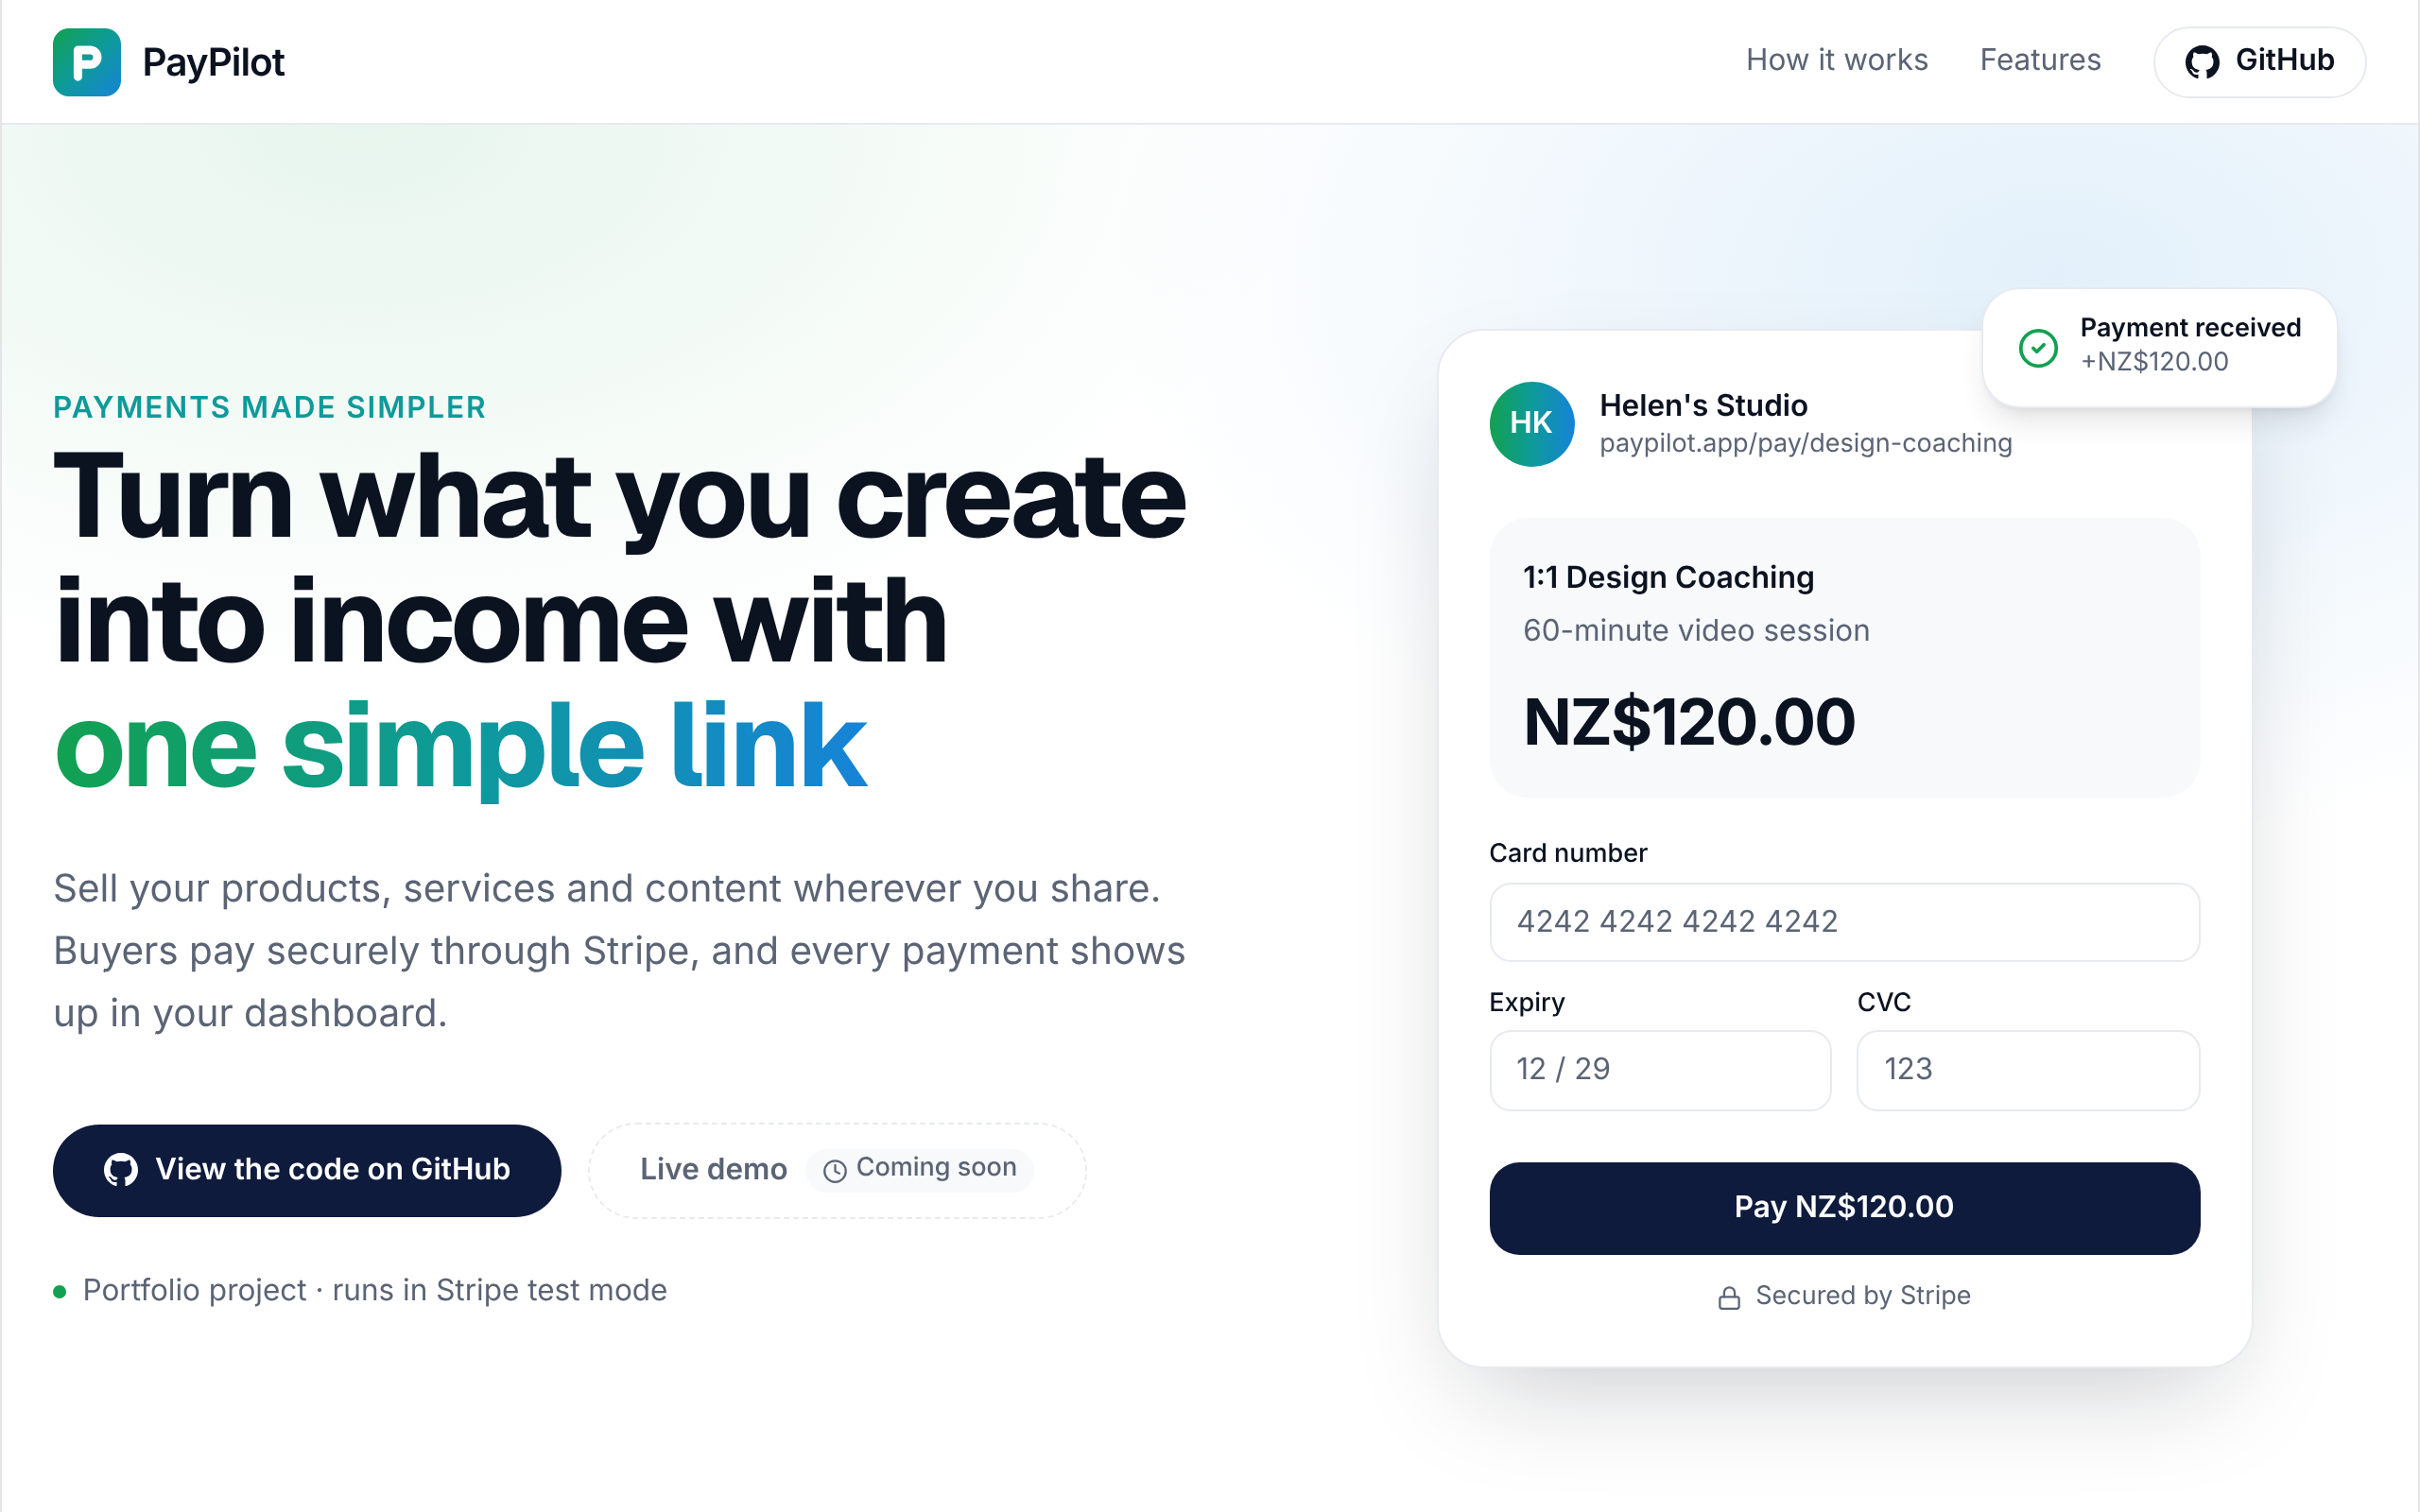 PayPilot
How it works
Features
GitHub
PAYMENTS MADE SIMPLER
Turn what you create
into income with
one simple link
Sell your products, services and content wherever you share.
Buyers pay securely through Stripe, and every payment shows
up in your dashboard.
View the code on GitHub
Live demo
Coming soon
Portfolio project · runs in Stripe test mode
Payment received
+NZ$120.00
HK
Helen's Studio
paypilot.app/pay/design-coaching
1:1 Design Coaching
60-minute video session
NZ$120.00
Card number
4242 4242 4242 4242
Expiry
CVC
12 / 29
123
Pay NZ$120.00
Secured by Stripe